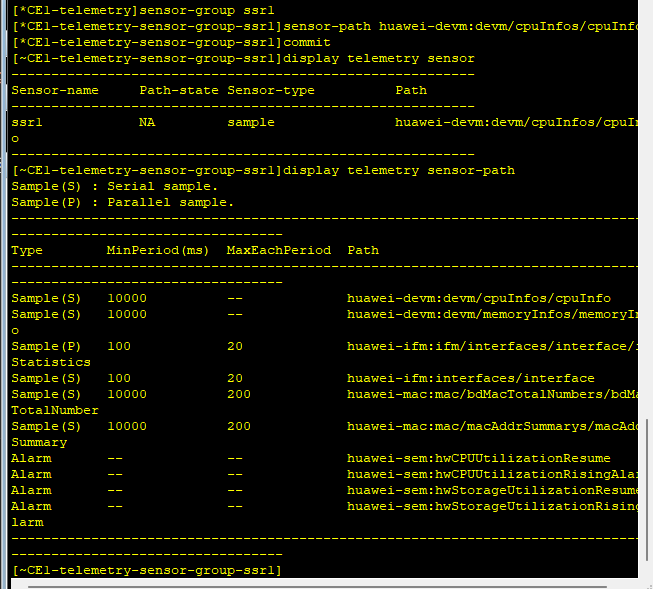 [*CE1-telemetry]sensor-group ssr1
[*CE1-telemetry-sensor-group-ssr1]sensor-path huawei-devm:devm/cpuInfos/cpuInfo
[*CE1-telemetry-sensor-group-ssr1]commit
[~CE1-telemetry-sensor-group-ssr1]display telemetry sensor
----------------------------------------------------------
Sensor-name     Path-state Sensor-type          Path
----------------------------------------------------------
ssr1            NA         sample               huawei-devm:devm/cpuInfos/cpuI
o
----------------------------------------------------------
[~CE1-telemetry-sensor-group-ssr1]display telemetry sensor-path
Sample(S) : Serial sample.
Sample(P) : Parallel sample.
-------------------------------------------------------------------------------
----------------------------------
Type        MinPeriod(ms)  MaxEachPeriod  Path
-------------------------------------------------------------------------------
----------------------------------
Sample(S)   10000          --             huawei-devm:devm/cpuInfos/cpuInfo
Sample(S)   10000          --             huawei-devm:devm/memoryInfos/memoryI
o
Sample(P)   100            20             huawei-ifm:ifm/interfaces/interface/i
Statistics
Sample(S)   100            20             huawei-ifm:interfaces/interface
Sample(S)   10000          200            huawei-mac:mac/bdMacTotalNumbers/bdMa
TotalNumber
Sample(S)   10000          200            huawei-mac:mac/macAddrSummarys/macAd
Summary
Alarm       --             --             huawei-sem:hwCPUUtilizationResume
Alarm       --             --             huawei-sem:hwCPUUtilizationRisingAla
Alarm       --             --             huawei-sem:hwStorageUtilizationResume
Alarm       --             --             huawei-sem:hwStorageUtilizationRising
larm
-------------------------------------------------------------------------------
----------------------------------
[~CE1-telemetry-sensor-group-ssr1]